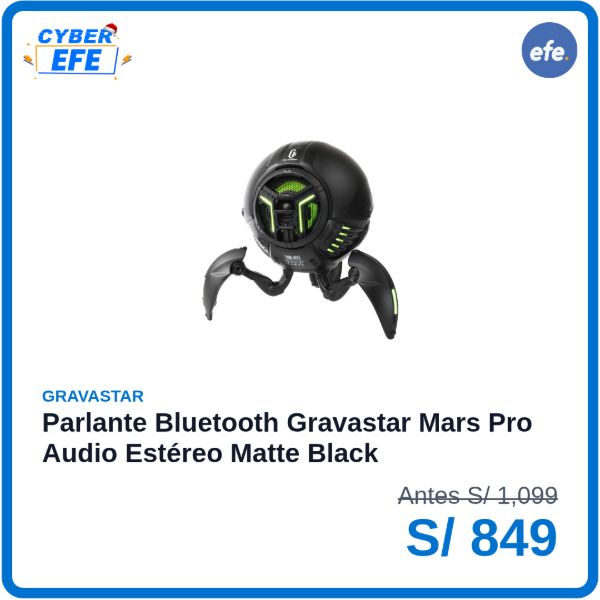 CYBER
EFE
efe.
GRAVASTAR
Parlante Bluetooth Gravastar Mars Pro
Audio Estéreo Matte Black
Antes S/ 1,099
S/ 849